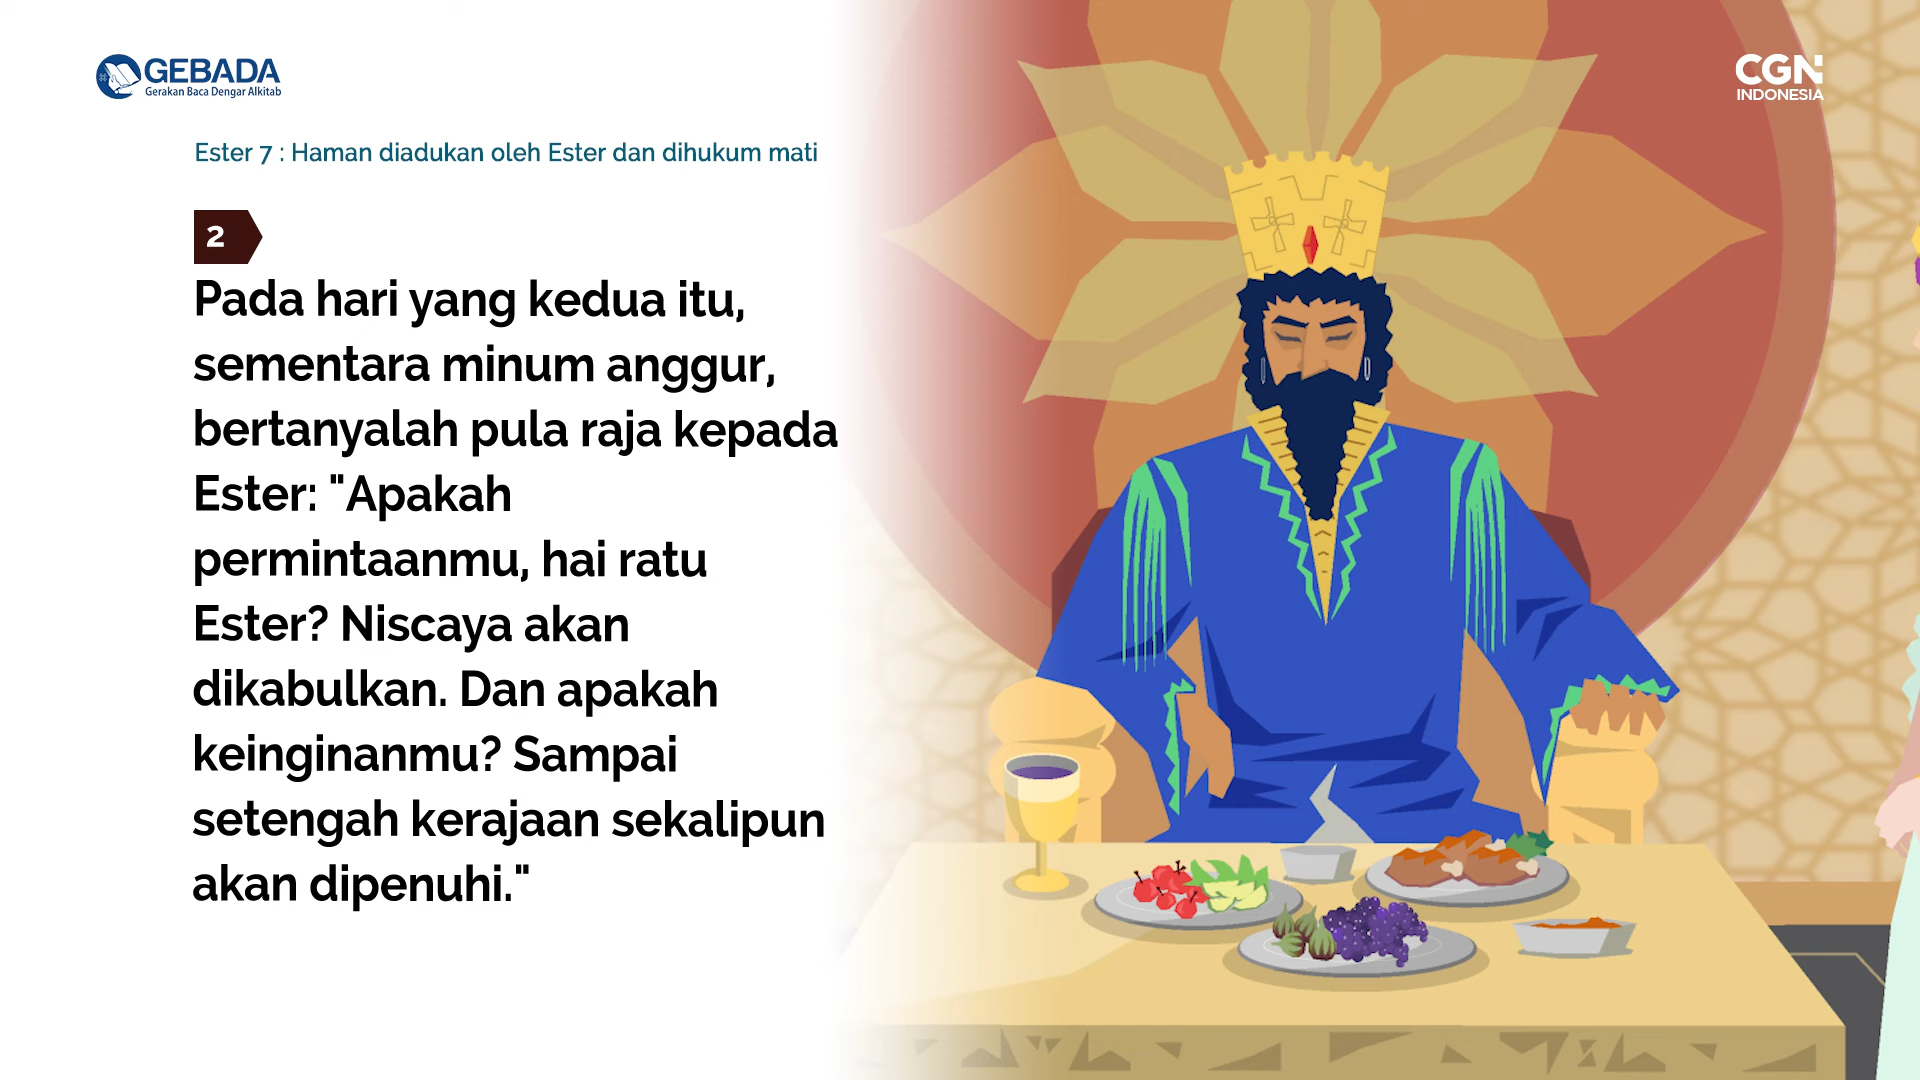 GEBADA
Gerakan Baca Dengar Alkitab
CGN
INDONESIA
Ester 7 : Haman diadukan oleh Ester dan dihukum mati
2
Pada hari yang kedua itu,
sementara minum anggur,
bertanyalah pula raja kepada
Ester: "Apakah
permintaanmu, hai ratu
Ester? Niscaya akan
dikabulkan. Dan apakah
keinginanmu? Sampai
setengah kerajaan sekalipun
akan dipenuhi."